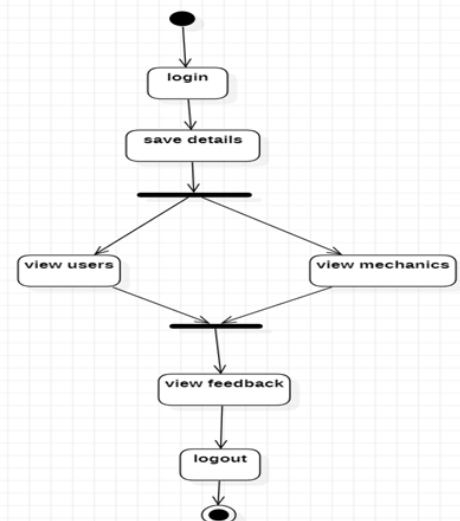 login
save details
view users
view mechanics
view feedback
logout